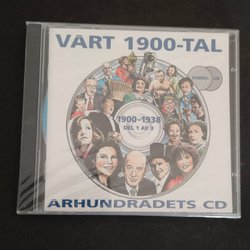 VÅRT 1900-TAL
DUBBEL- CD
1900-1938
DEL 1 AV 3
ÅRHUNDRADETS CD